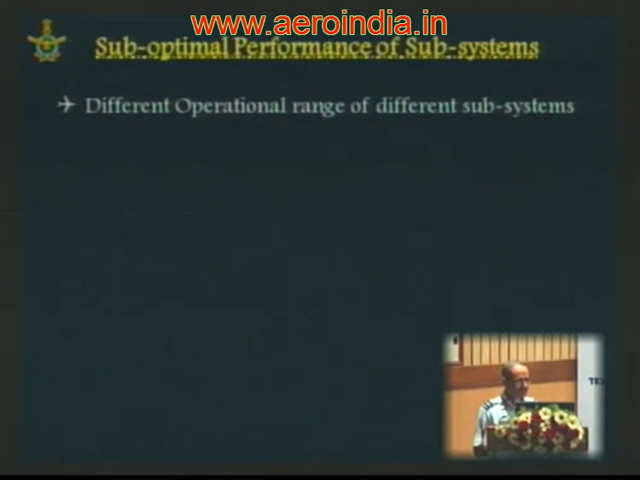 www.aeroindia.in
Sub-optimal Performance of Sub-systems
Different Operational range of different sub-systems